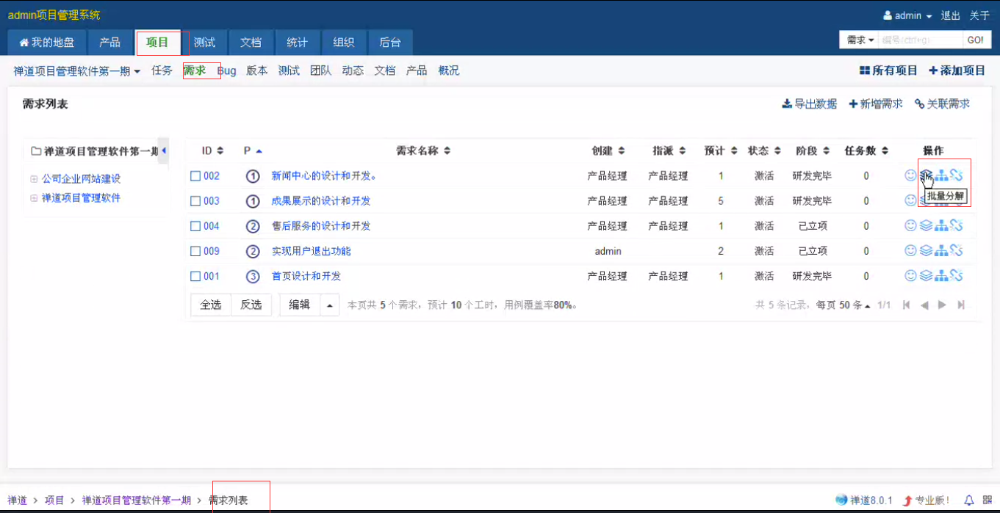 admin项目管理系统
admin 退出 关于
我的地盘 产品 项目 测试 文档 统计 组织 后台
需求 编号(ctrl+g) GO!
禅道项目管理软件第一期 任务 需求 Bug 版本 测试 团队 动态 文档 产品 概况
所有项目 添加项目
需求列表
导出数据 新增需求 关联需求
禅道项目管理软件第一期
公司企业网站建设
禅道项目管理软件
ID P 需求名称 创建 指派 预计 状态 阶段 任务数 操作
002 1 新闻中心的设计和开发。 产品经理 产品经理 1 激活 研发完毕 0
批量分解
003 1 成果展示的设计和开发 产品经理 产品经理 5 激活 研发完毕 0
004 2 售后服务的设计和开发 产品经理 产品经理 1 激活 已立项 0
009 2 实现用户退出功能 admin 2 激活 已立项 0
001 3 首页设计和开发 产品经理 产品经理 1 激活 研发完毕 0
全选 反选 编辑 本页共 5 个需求，预计 10 个工时，用例覆盖率80%。
共 5 条记录，每页 50 条 1/1
禅道 > 项目 > 禅道项目管理软件第一期 > 需求列表
禅道8.0.1 专业版!